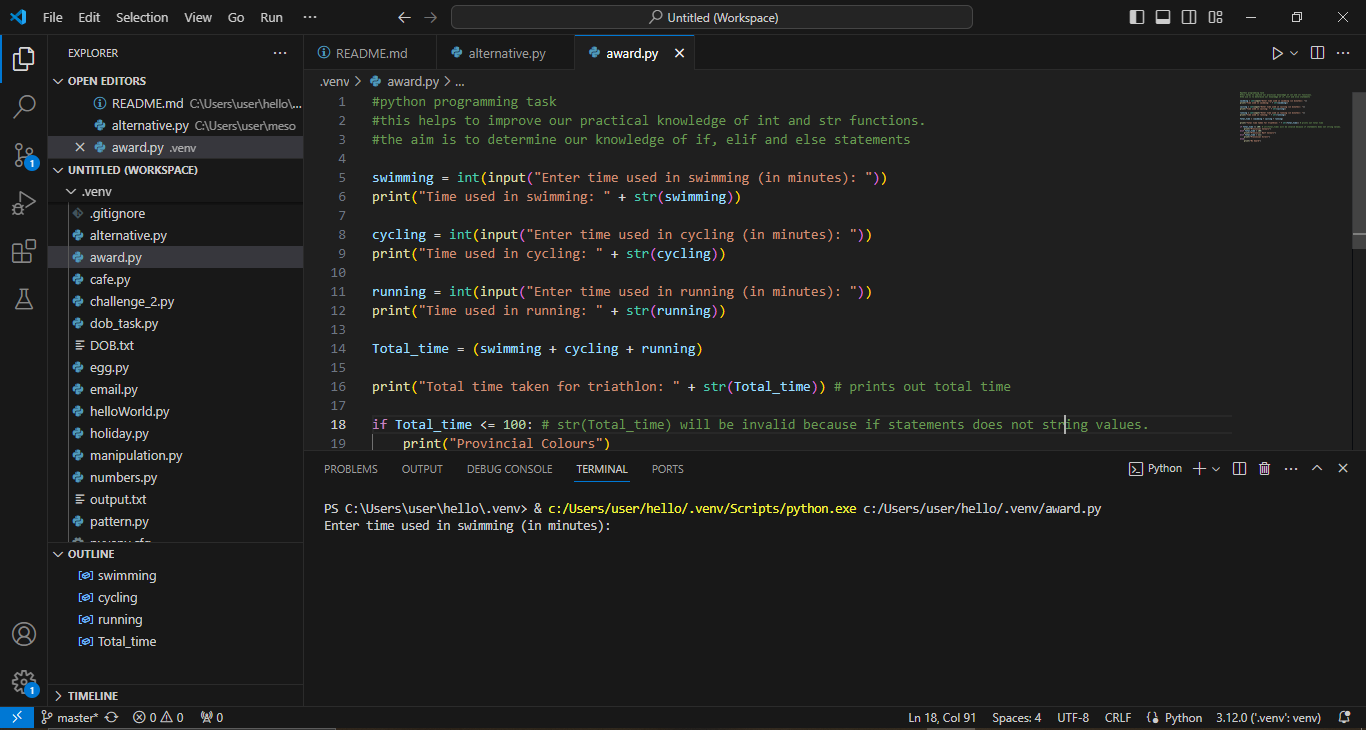 File Edit Selection View Go Run ··· Untitled (Workspace)
EXPLORER ···
OPEN EDITORS
README.md C:\Users\user\hello\...
alternative.py C:\Users\user\meso
award.py .venv
UNTITLED (WORKSPACE)
.venv
.gitignore
alternative.py
award.py
cafe.py
challenge_2.py
dob_task.py
DOB.txt
egg.py
email.py
helloWorld.py
holiday.py
manipulation.py
numbers.py
output.txt
pattern.py
OUTLINE
swimming
cycling
running
Total_time
TIMELINE
1
1
README.md alternative.py award.py
.venv > award.py > ...
1 #python programming task
2 #this helps to improve our practical knowledge of int and str functions.
3 #the aim is to determine our knowledge of if, elif and else statements
4
5 swimming = int(input("Enter time used in swimming (in minutes): "))
6 print("Time used in swimming: " + str(swimming))
7
8 cycling = int(input("Enter time used in cycling (in minutes): "))
9 print("Time used in cycling: " + str(cycling))
10
11 running = int(input("Enter time used in running (in minutes): "))
12 print("Time used in running: " + str(running))
13
14 Total_time = (swimming + cycling + running)
15
16 print("Total time taken for triathlon: " + str(Total_time)) # prints out total time
17
18 if Total_time <= 100: # str(Total_time) will be invalid because if statements does not string values.
19 print("Provincial Colours")
PROBLEMS OUTPUT DEBUG CONSOLE TERMINAL PORTS Python
PS C:\Users\user\hello\.venv> & c:/Users/user/hello/.venv/Scripts/python.exe c:/Users/user/hello/.venv/award.py
Enter time used in swimming (in minutes):
master* 0 0 0 Ln 18, Col 91 Spaces: 4 UTF-8 CRLF Python 3.12.0 ('.venv': venv)